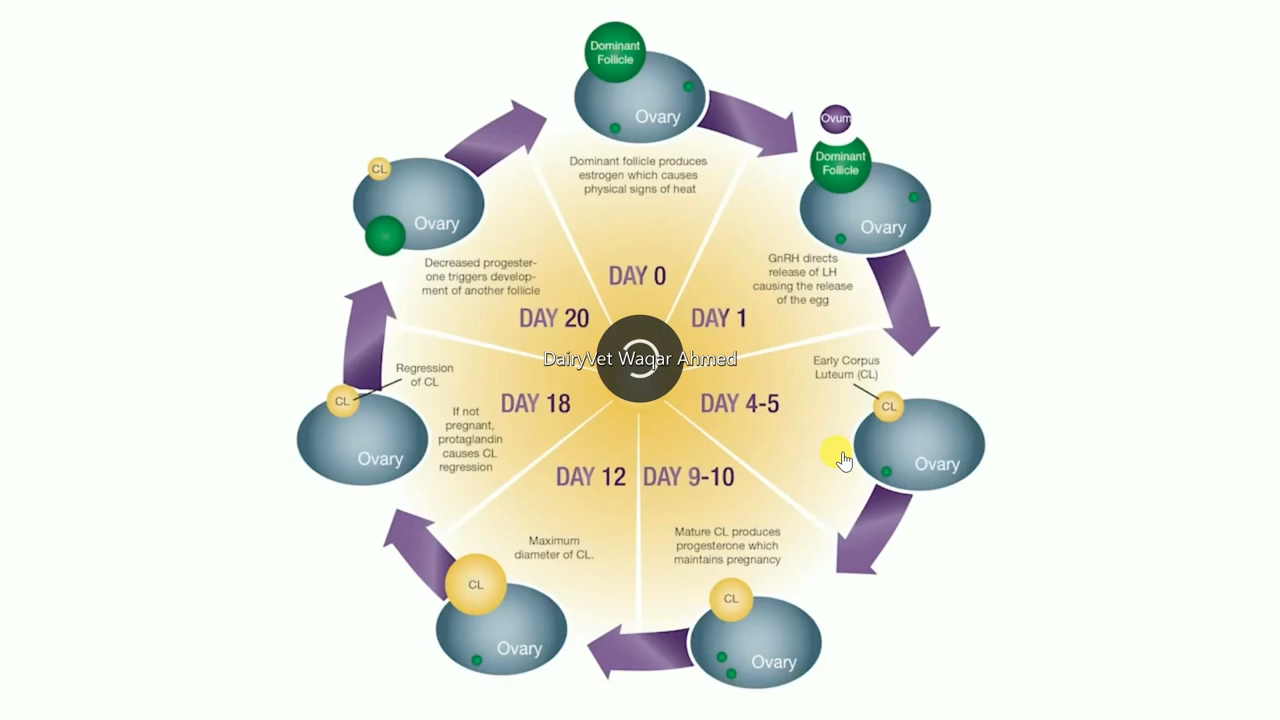 Dominant
Follicle
Ovary
Dominant follicle produces
estrogen which causes
physical signs of heat
DAY 0
Ovum
Dominant
Follicle
Ovary
GnRH directs
release of LH
causing the release
of the egg
DAY 1
Early Corpus
Luteum (CL)
CL
Ovary
DAY 4-5
DAY 9-10
Mature CL produces
progesterone which
maintains pregnancy
CL
Ovary
DAY 12
Maximum
diameter of CL.
CL
Ovary
DAY 18
Regression
of CL
CL
Ovary
If not
pregnant,
protaglandin
causes CL
regression
DAY 20
CL
Ovary
Decreased progester-
one triggers develop-
ment of another follicle
DairyVet Waqar Ahmed